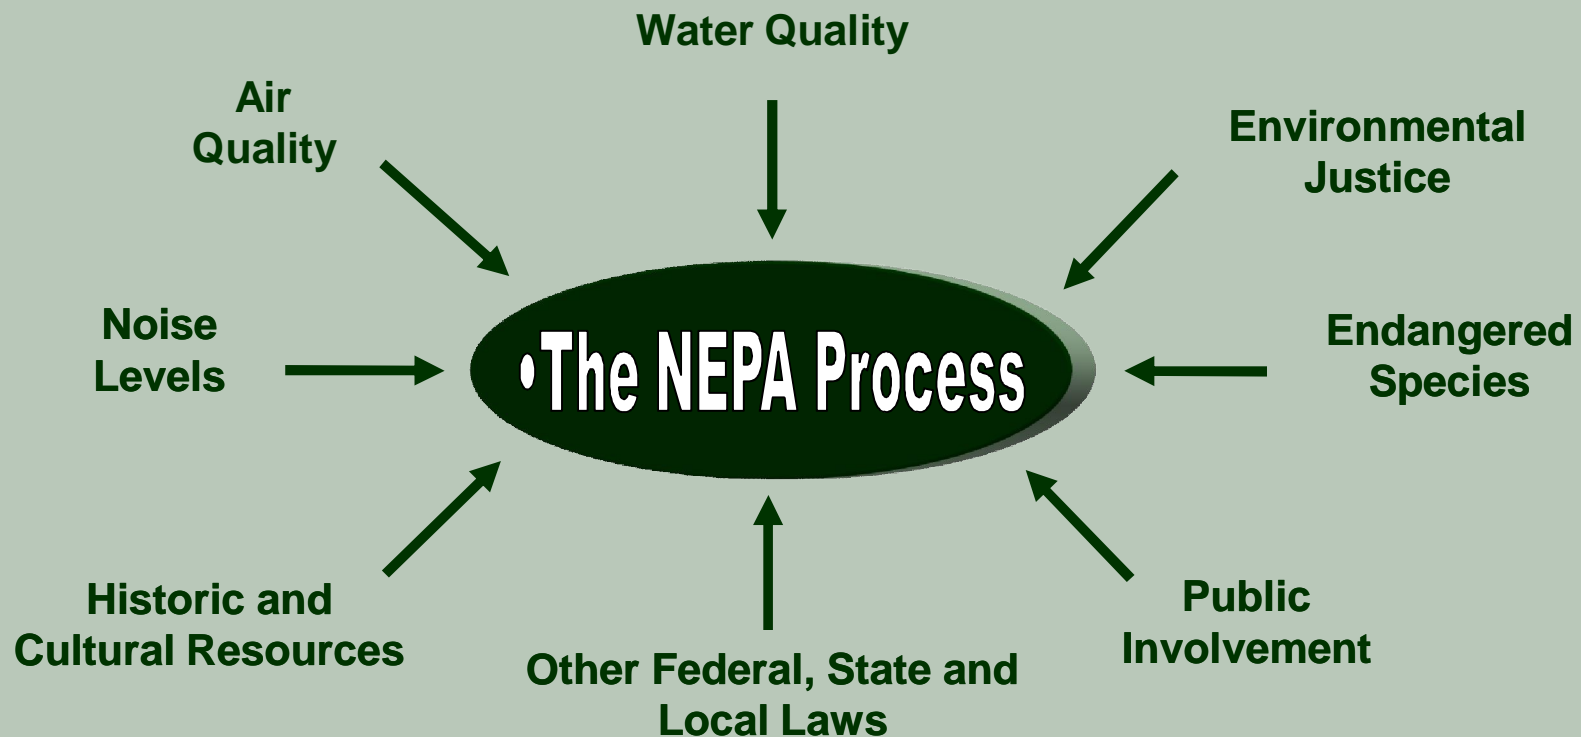 Water Quality
Air
Quality
Environmental
Justice
Noise
Levels
•The NEPA Process
Endangered
Species
Historic and
Cultural Resources
Other Federal, State and
Local Laws
Public
Involvement